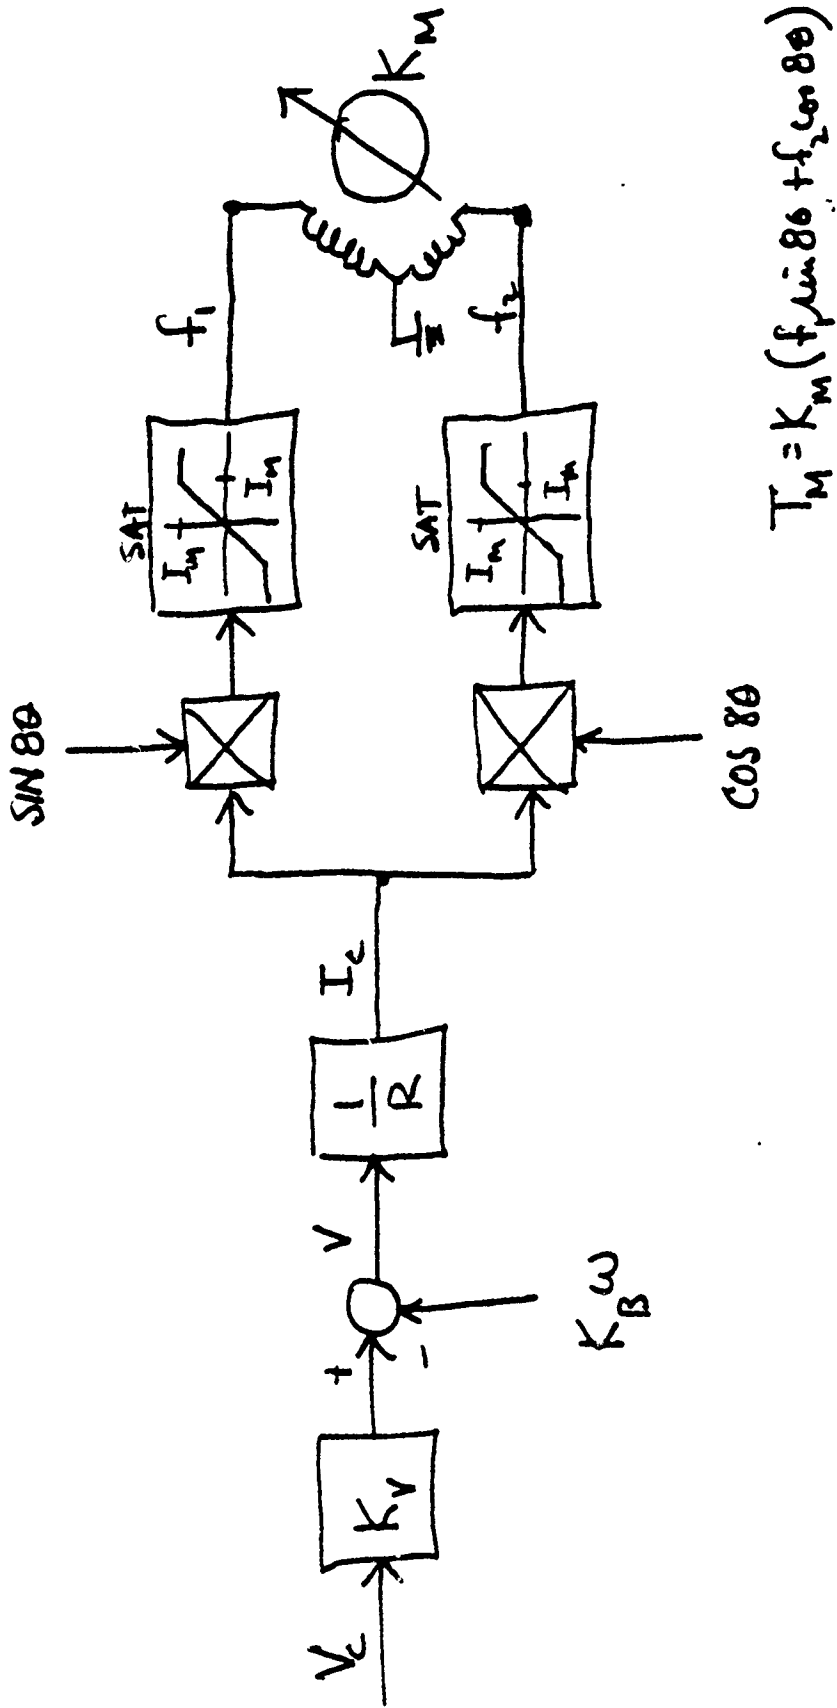 V_c
K_V
+
−
K_B ω
V
1/R
I_c
SIN 8θ
COS 8θ
SAT
I_M
I_M
SAT
I_m
I_m
f_1
f_2
K_M
T_M = K_M (f_1 sin 8θ + f_2 cos 8θ)